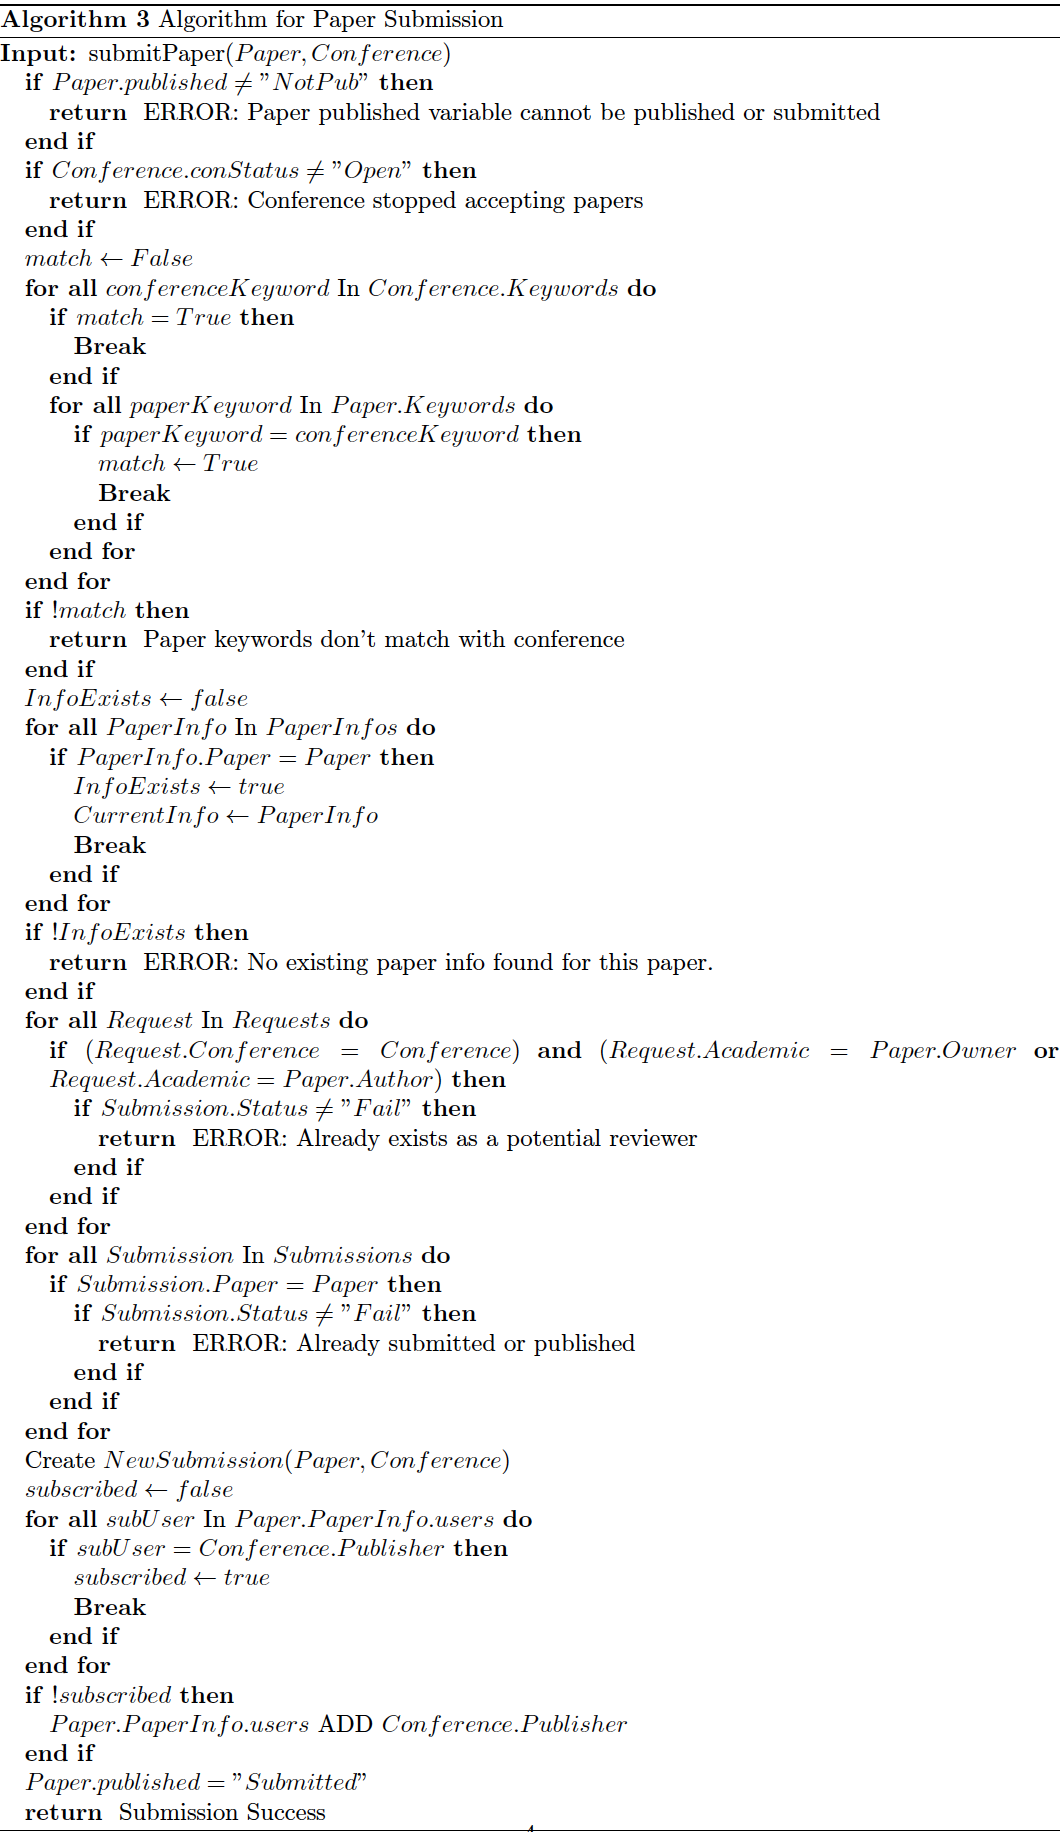 Algorithm 3 Algorithm for Paper Submission
Input: submitPaper(Paper, Conference)
if Paper.published ≠ ”NotPub” then
return ERROR: Paper published variable cannot be published or submitted
end if
if Conference.conStatus ≠ ”Open” then
return ERROR: Conference stopped accepting papers
end if
match ← False
for all conferenceKeyword In Conference.Keywords do
if match = True then
Break
end if
for all paperKeyword In Paper.Keywords do
if paperKeyword = conferenceKeyword then
match ← True
Break
end if
end for
end for
if !match then
return Paper keywords don’t match with conference
end if
InfoExists ← false
for all PaperInfo In PaperInfos do
if PaperInfo.Paper = Paper then
InfoExists ← true
CurrentInfo ← PaperInfo
Break
end if
end for
if !InfoExists then
return ERROR: No existing paper info found for this paper.
end if
for all Request In Requests do
if (Request.Conference = Conference) and (Request.Academic = Paper.Owner or
Request.Academic = Paper.Author) then
if Submission.Status ≠ ”Fail” then
return ERROR: Already exists as a potential reviewer
end if
end if
end for
for all Submission In Submissions do
if Submission.Paper = Paper then
if Submission.Status ≠ ”Fail” then
return ERROR: Already submitted or published
end if
end if
end for
Create NewSubmission(Paper, Conference)
subscribed ← false
for all subUser In Paper.PaperInfo.users do
if subUser = Conference.Publisher then
subscribed ← true
Break
end if
end for
if !subscribed then
Paper.PaperInfo.users ADD Conference.Publisher
end if
Paper.published = ”Submitted”
return Submission Success